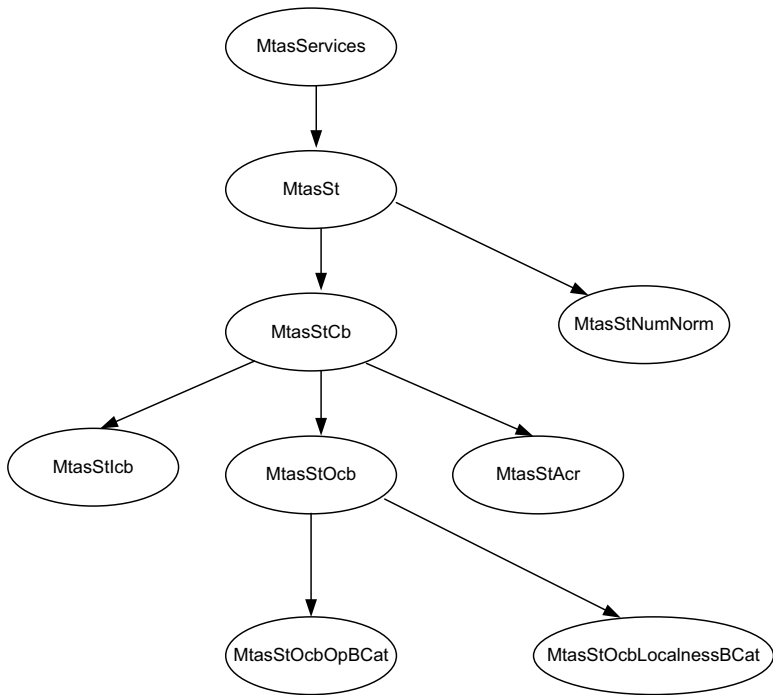 MtasServices
MtasSt
MtasStCb
MtasStNumNorm
MtasStIcb
MtasStOcb
MtasStAcr
MtasStOcbOpBCat
MtasStOcbLocalnessBCat